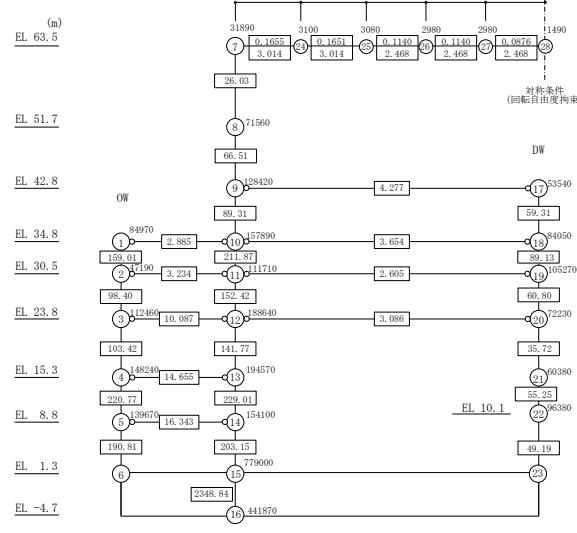 (m)
31890 3100 3080 2980 2980 1490
EL 63.5 7 0.1655 24 0.1651 25 0.1140 26 0.1140 27 0.0876 28
3.014 3.014 2.468 2.468 2.468
26.03
対称条件
(回転自由度拘束
EL 51.7 8 71560
66.51 DW
EL 42.8 9 128420 4.277 17 53540
OW
89.31 59.31
84970 157890 84050
EL 34.8 1 2.885 10 3.654 18
159.01 211.87 89.13
EL 30.5 2 47190 3.234 11 111710 2.605 19 105270
98.40 152.42 60.80
EL 23.8 3 112460 10.087 12 188640 3.086 20 72230
103.42 141.77 35.72
EL 15.3 4 148240 14.655 13 194570 21 60380
220.77 229.01 55.25
EL 10.1 22 96380
EL 8.8 5 139670 16.343 14 154100
190.81 203.15 49.19
EL 1.3 6 15 779000 23
2348.84
EL -4.7 16 441870